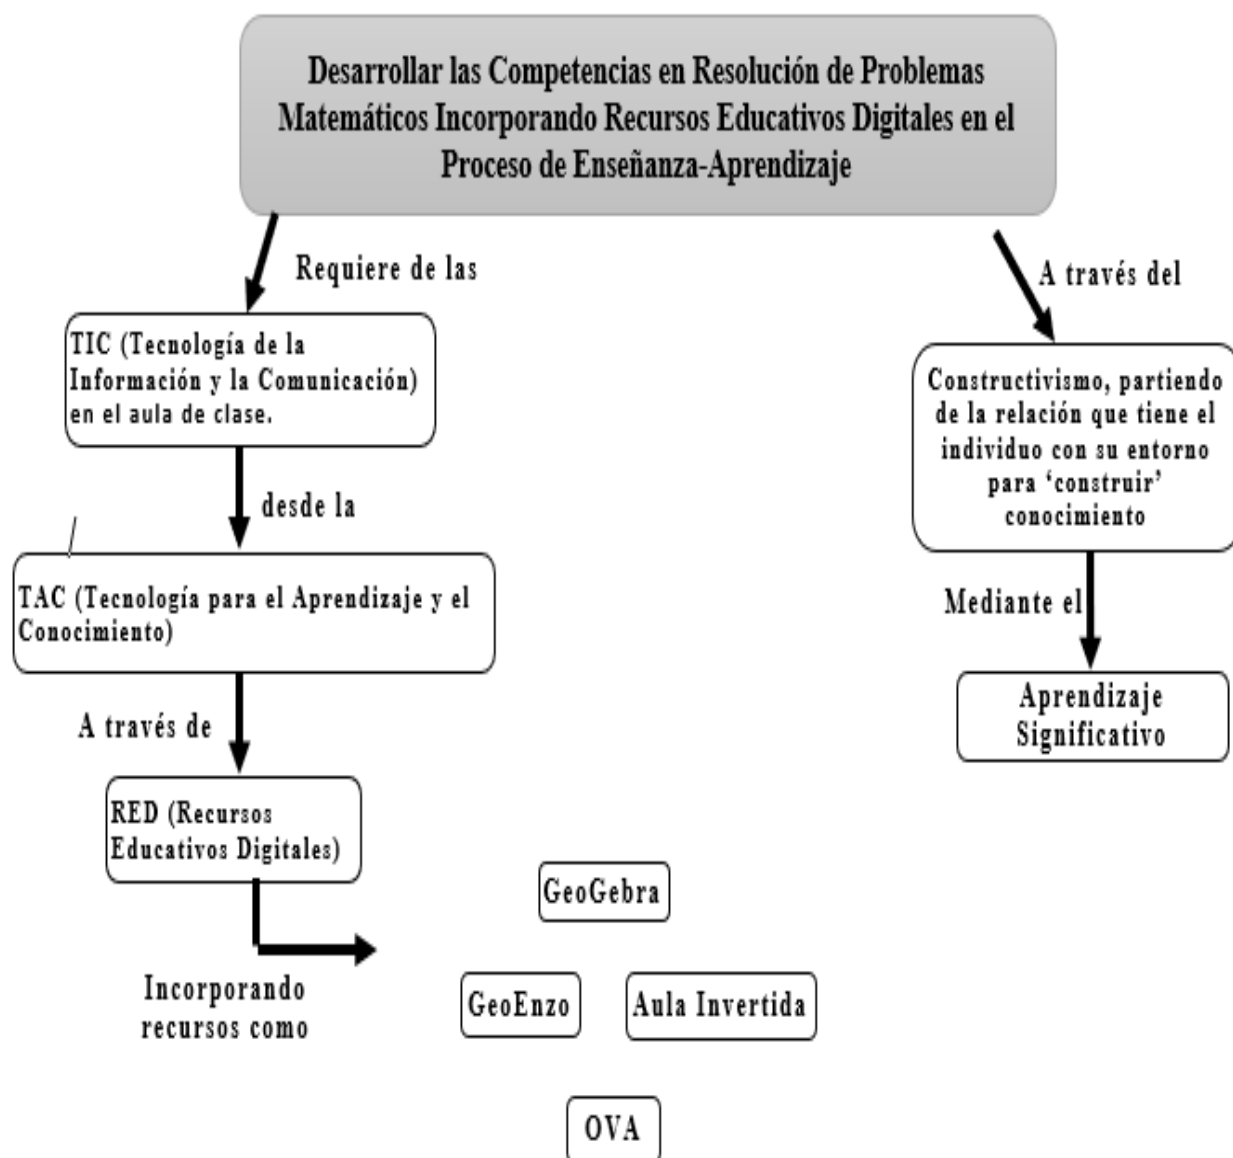 Desarrollar las Competencias en Resolución de Problemas
Matemáticos Incorporando Recursos Educativos Digitales en el
Proceso de Enseñanza-Aprendizaje
Requiere de las
TIC (Tecnología de la
Información y la Comunicación)
en el aula de clase.
desde la
TAC (Tecnología para el Aprendizaje y el
Conocimiento)
A través de
RED (Recursos
Educativos Digitales)
Incorporando
recursos como
GeoGebra
GeoEnzo
Aula Invertida
OVA
A través del
Constructivismo, partiendo
de la relación que tiene el
individuo con su entorno
para ‘construir’
conocimiento
Mediante el
Aprendizaje
Significativo